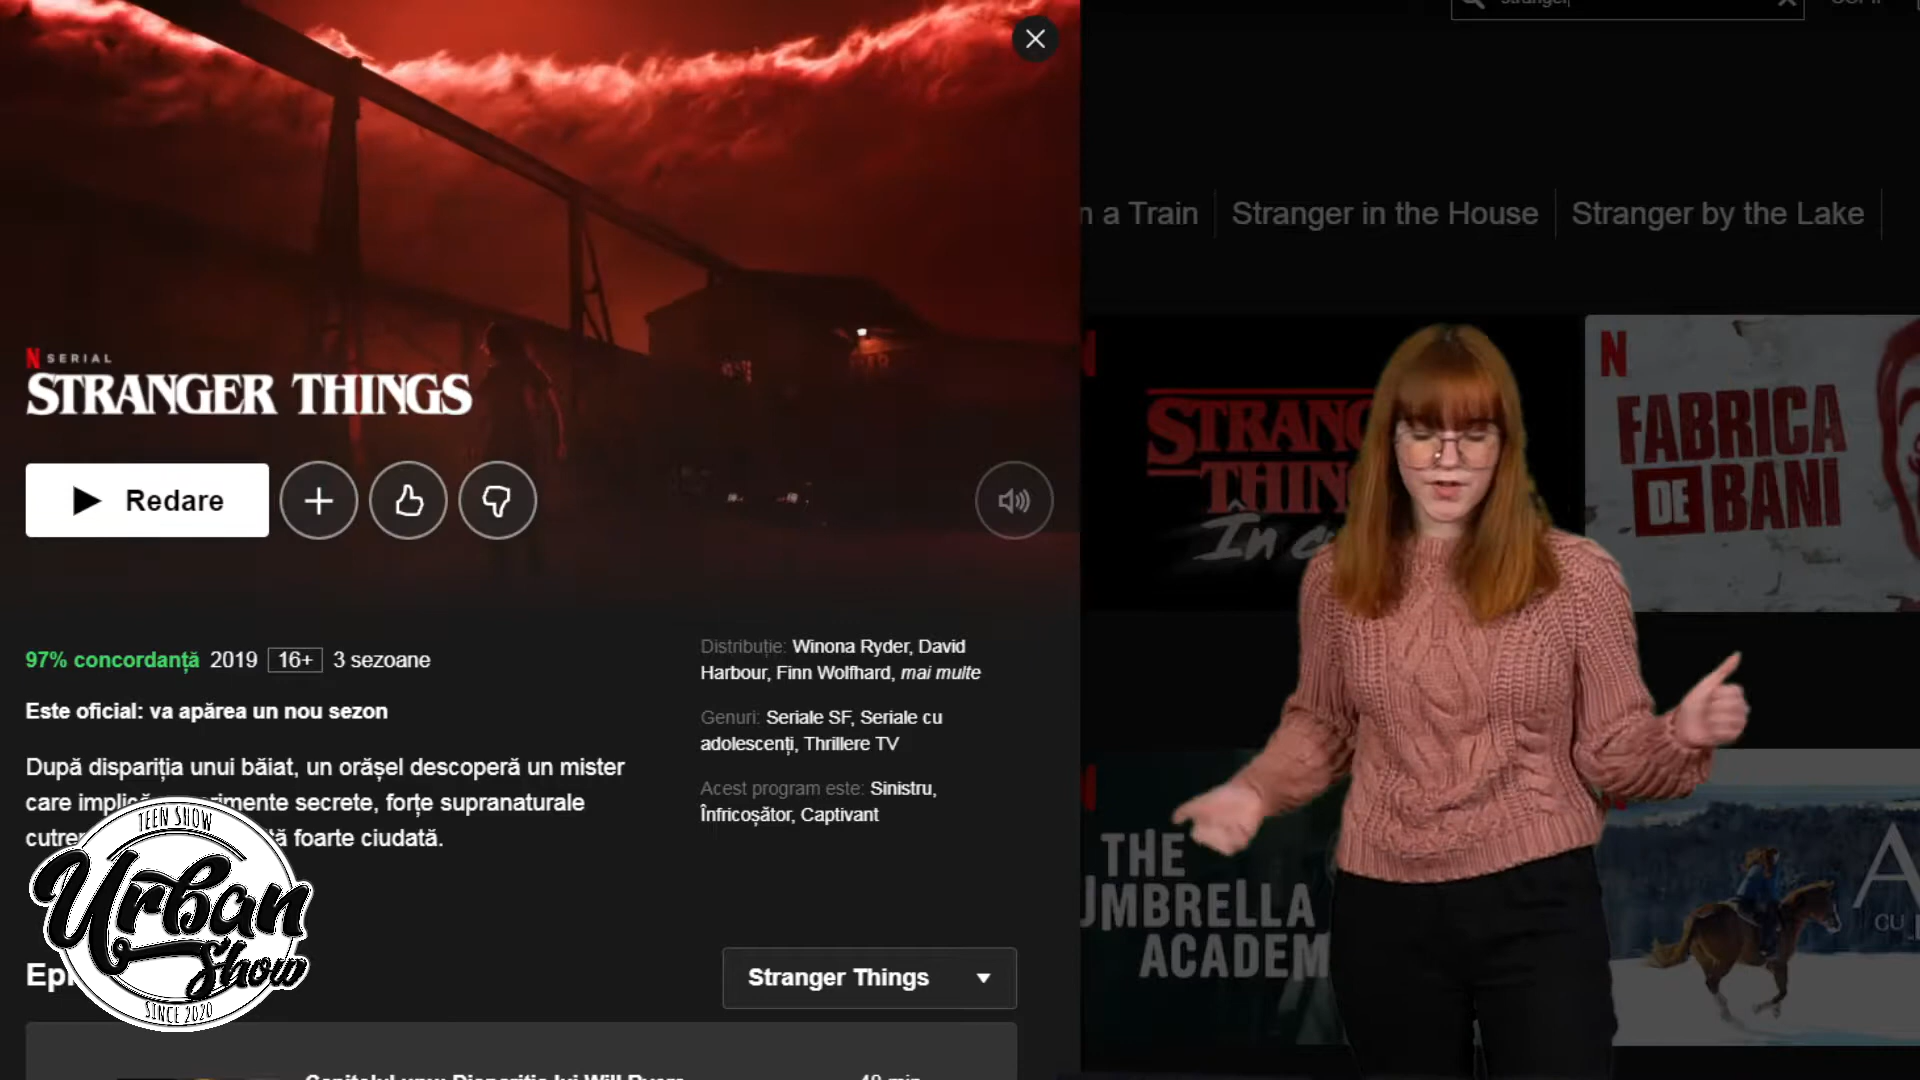 N SERIAL
STRANGER THINGS
Redare
97% concordanță 2019 16+ 3 sezoane
Este oficial: va apărea un nou sezon
După dispariția unui băiat, un orășel descoperă un mister
care secrete, forțe supranaturale
foarte ciudată.
Distribuție: Winona Ryder, David
Harbour, Finn Wolfhard, mai multe
Genuri: Seriale SF, Seriale cu
adolescenți, Thrillere TV
Acest program este: Sinistru,
Înfricoșător, Captivant
Stranger Things
TEEN SHOW
Urban
Show
SINCE 2020
a Train
Stranger in the House
Stranger by the Lake
N
FABRICA
DE BANI
THE
UMBRELLA